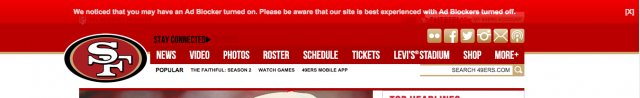 We noticed that you may have an Ad Blocker turned on. Please be aware that our site is best experienced with Ad Blockers turned off. [X]
STAY CONNECTED
SF
NEWS VIDEO PHOTOS ROSTER SCHEDULE TICKETS LEVI'S® STADIUM SHOP MORE+
POPULAR THE FAITHFUL: SEASON 2 WATCH GAMES 49ERS MOBILE APP SEARCH 49ERS.COM
TOP HEADLINES